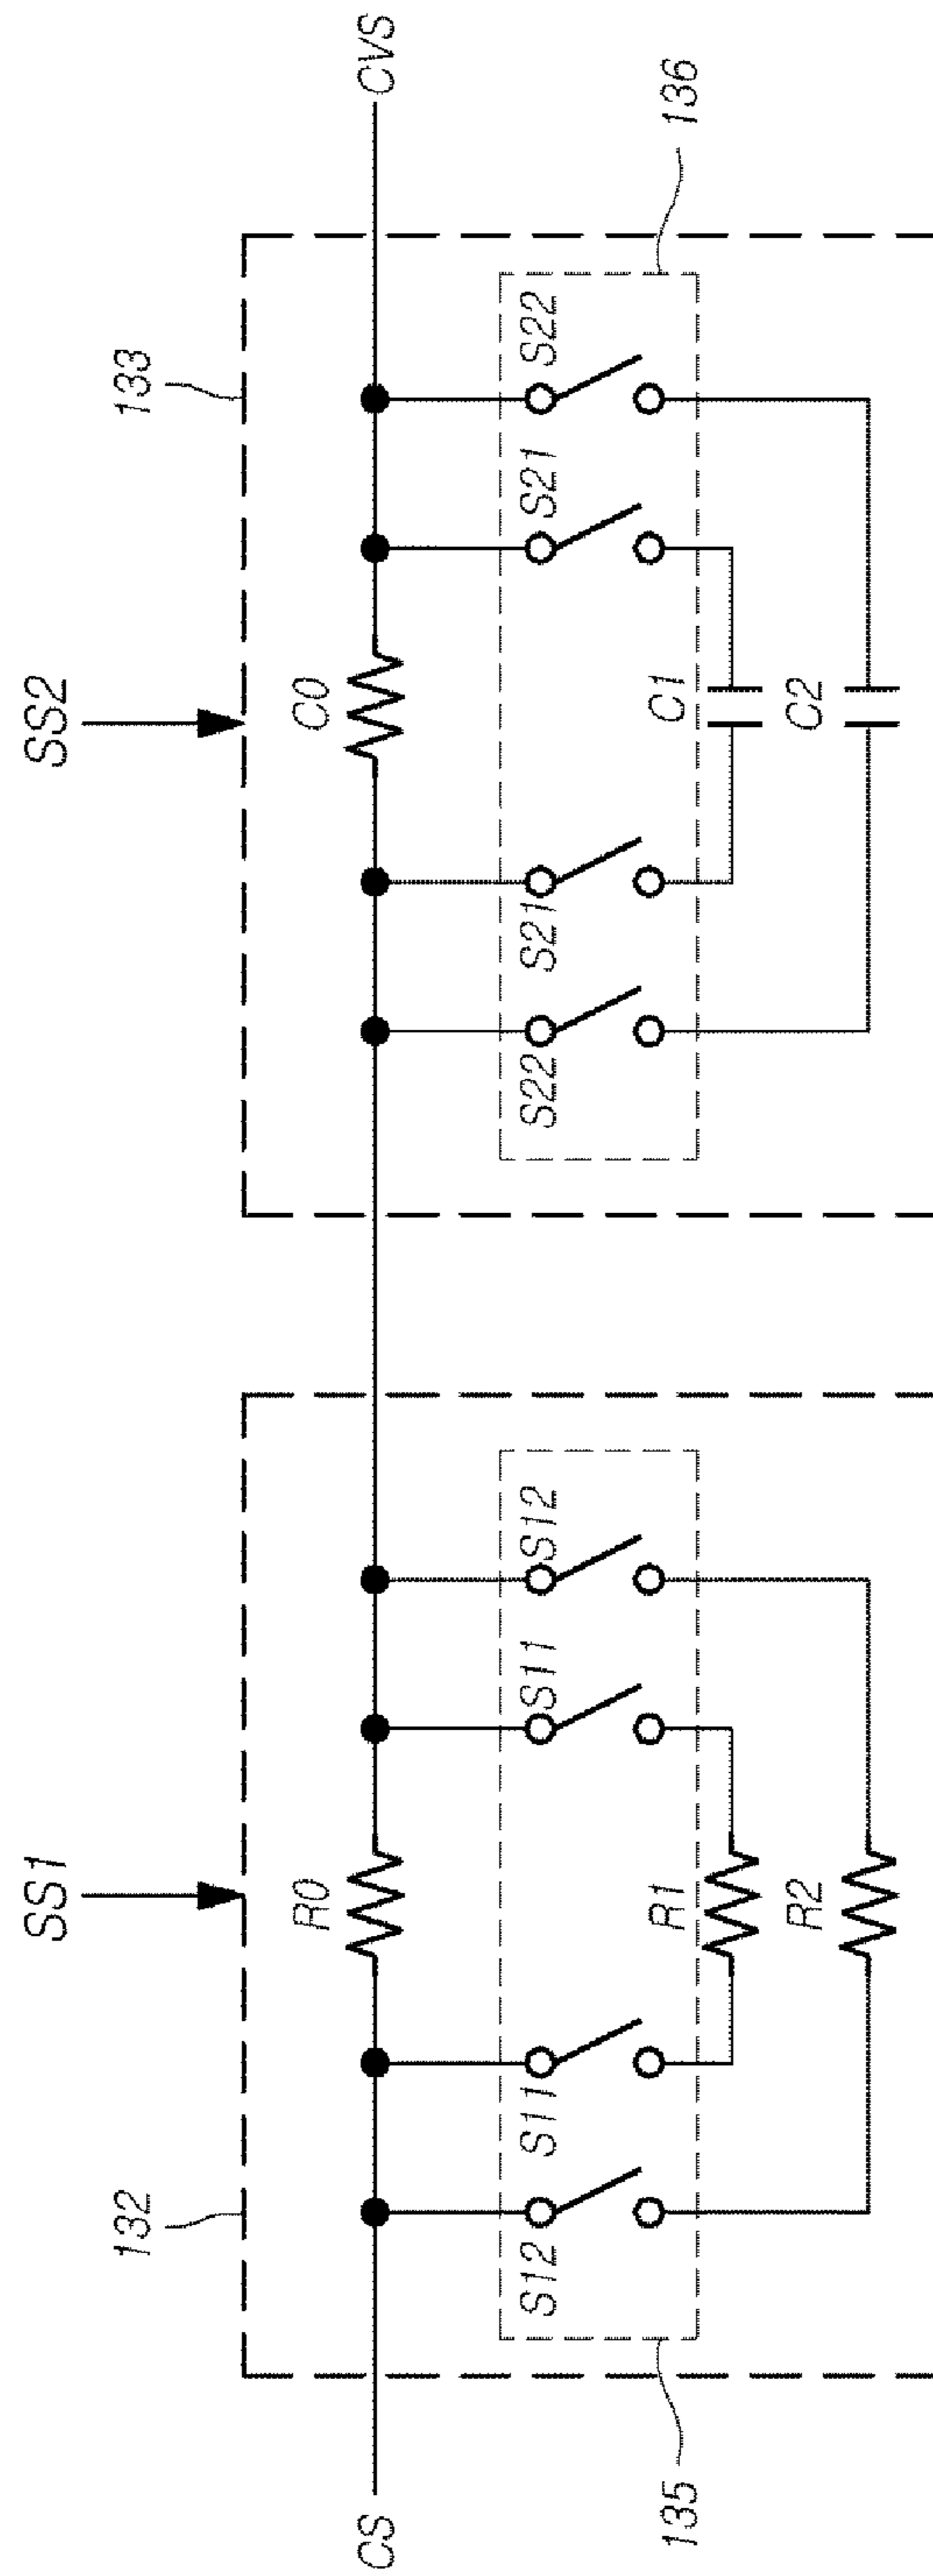 SS1
SS2
132
133
CS
R0
C0
CVS
S12
S11
S11
S12
S22
S21
S21
S22
R1
C1
R2
C2
135
136